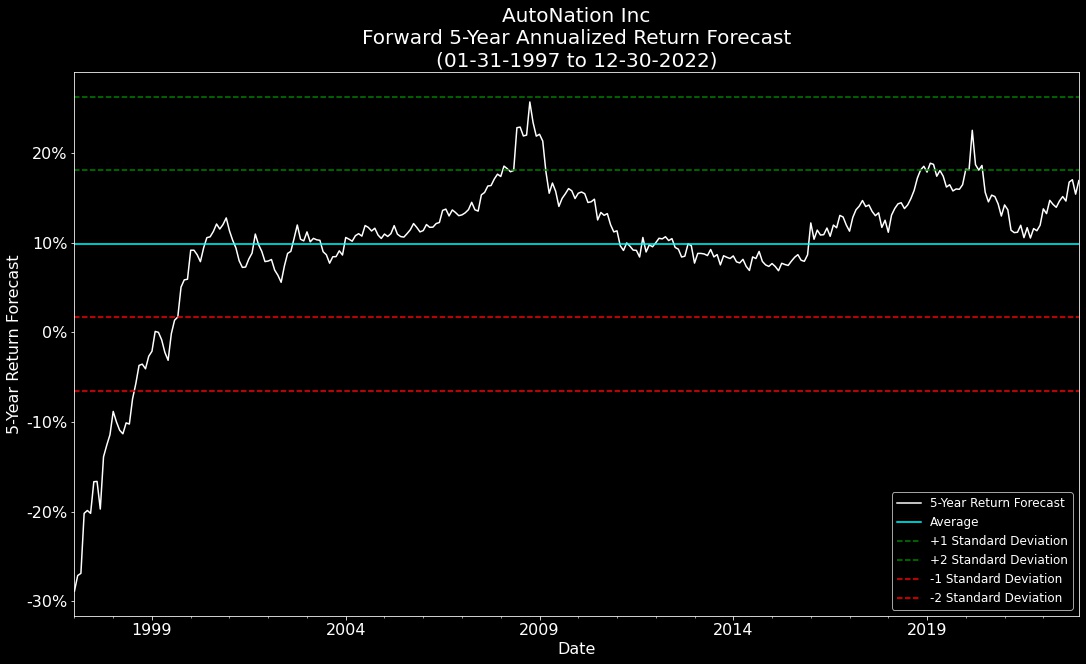 AutoNation Inc
Forward 5-Year Annualized Return Forecast
(01-31-1997 to 12-30-2022)
5-Year Return Forecast
20%
10%
0%
-10%
-20%
-30%
5-Year Return Forecast
Average
+1 Standard Deviation
+2 Standard Deviation
-1 Standard Deviation
-2 Standard Deviation
1999
2004
2009
2014
2019
Date